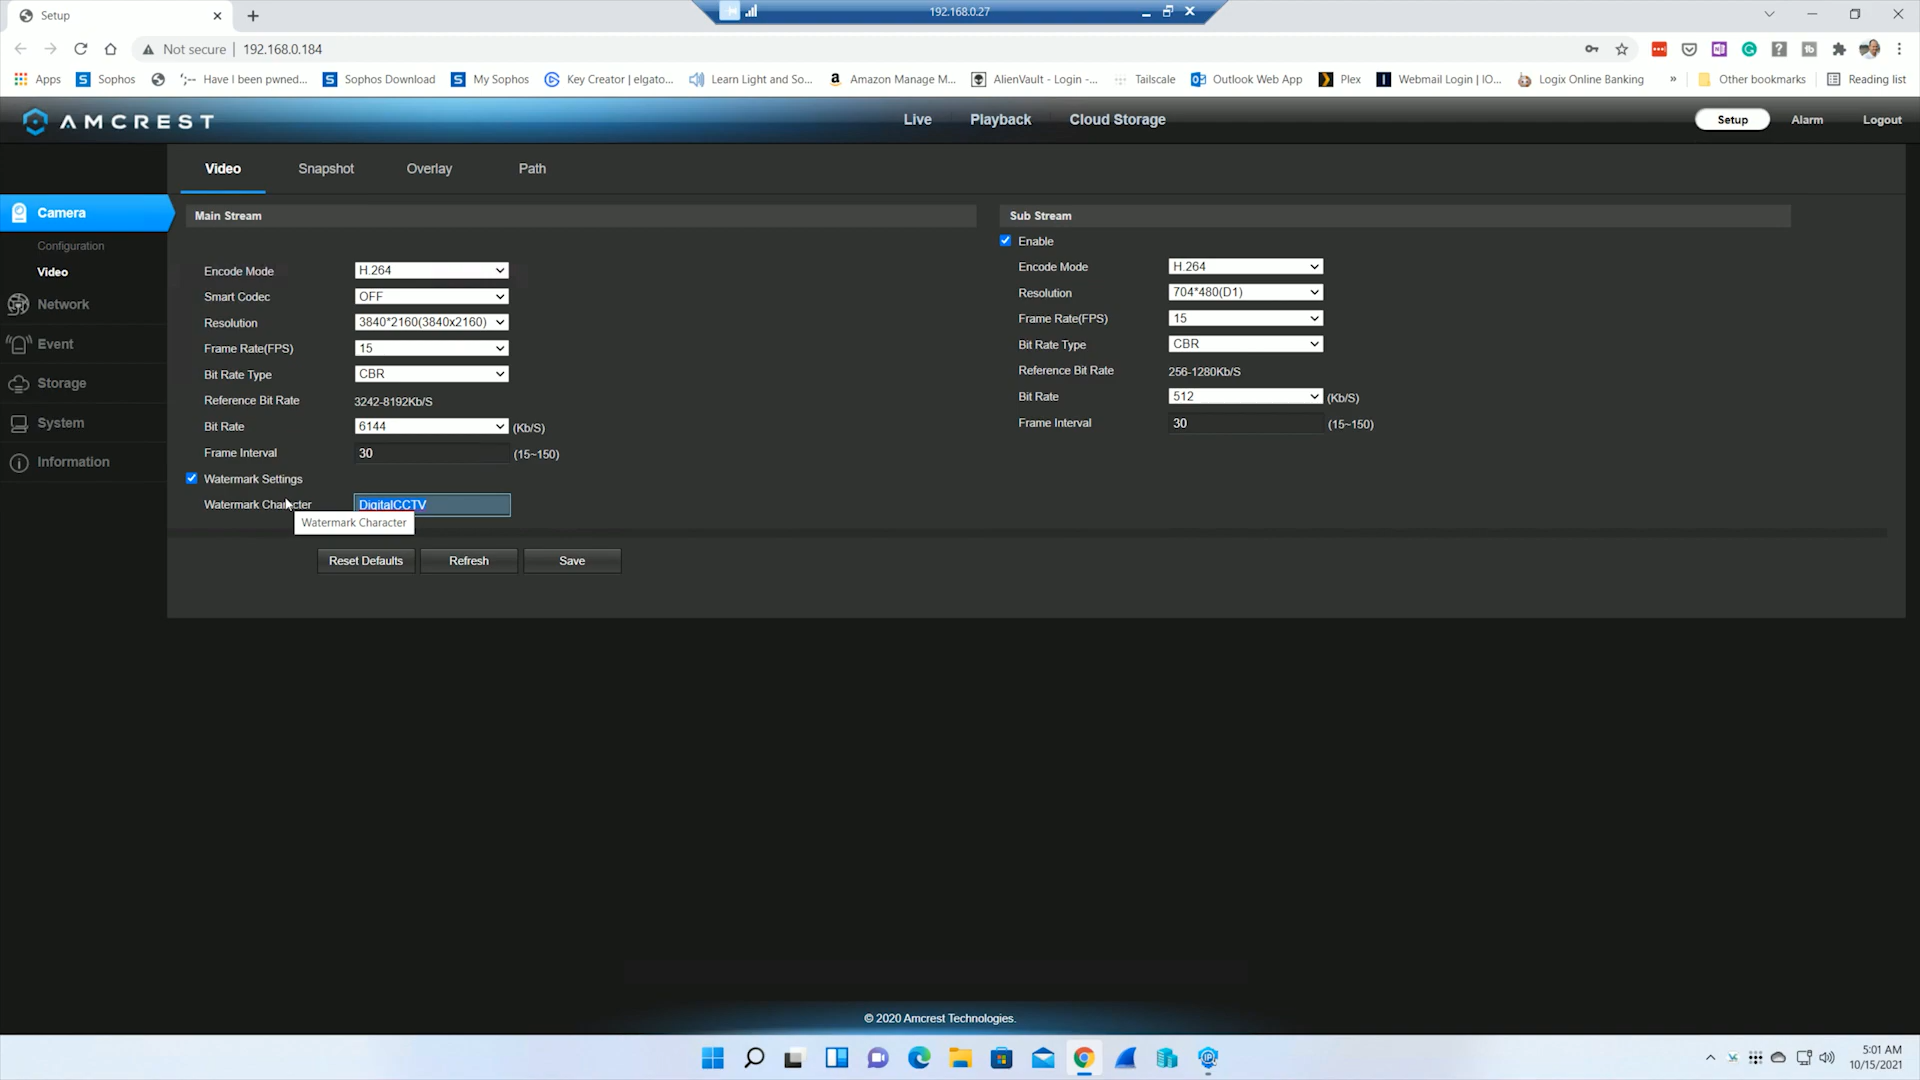 Setup
192.168.0.27
Not secure | 192.168.0.184
Apps Sophos Have I been pwned... Sophos Download My Sophos Key Creator | elgato... Learn Light and So... Amazon Manage M... AlienVault - Login -... Tailscale Outlook Web App Plex Webmail Login | IO... Logix Online Banking » Other bookmarks Reading list
AMCREST Live Playback Cloud Storage Setup Alarm Logout
Video Snapshot Overlay Path
Camera
Configuration
Video
Network
Event
Storage
System
Information
Main Stream
Encode Mode H.264
Smart Codec OFF
Resolution 3840*2160(3840x2160)
Frame Rate(FPS) 15
Bit Rate Type CBR
Reference Bit Rate 3242-8192Kb/S
Bit Rate 6144 (Kb/S)
Frame Interval 30 (15~150)
Watermark Settings
Watermark Character DigitalCCTV
Watermark Character
Reset Defaults Refresh Save
Sub Stream
Enable
Encode Mode H.264
Resolution 704*480(D1)
Frame Rate(FPS) 15
Bit Rate Type CBR
Reference Bit Rate 256-1280Kb/S
Bit Rate 512 (Kb/S)
Frame Interval 30 (15~150)
© 2020 Amcrest Technologies.
5:01 AM
10/15/2021